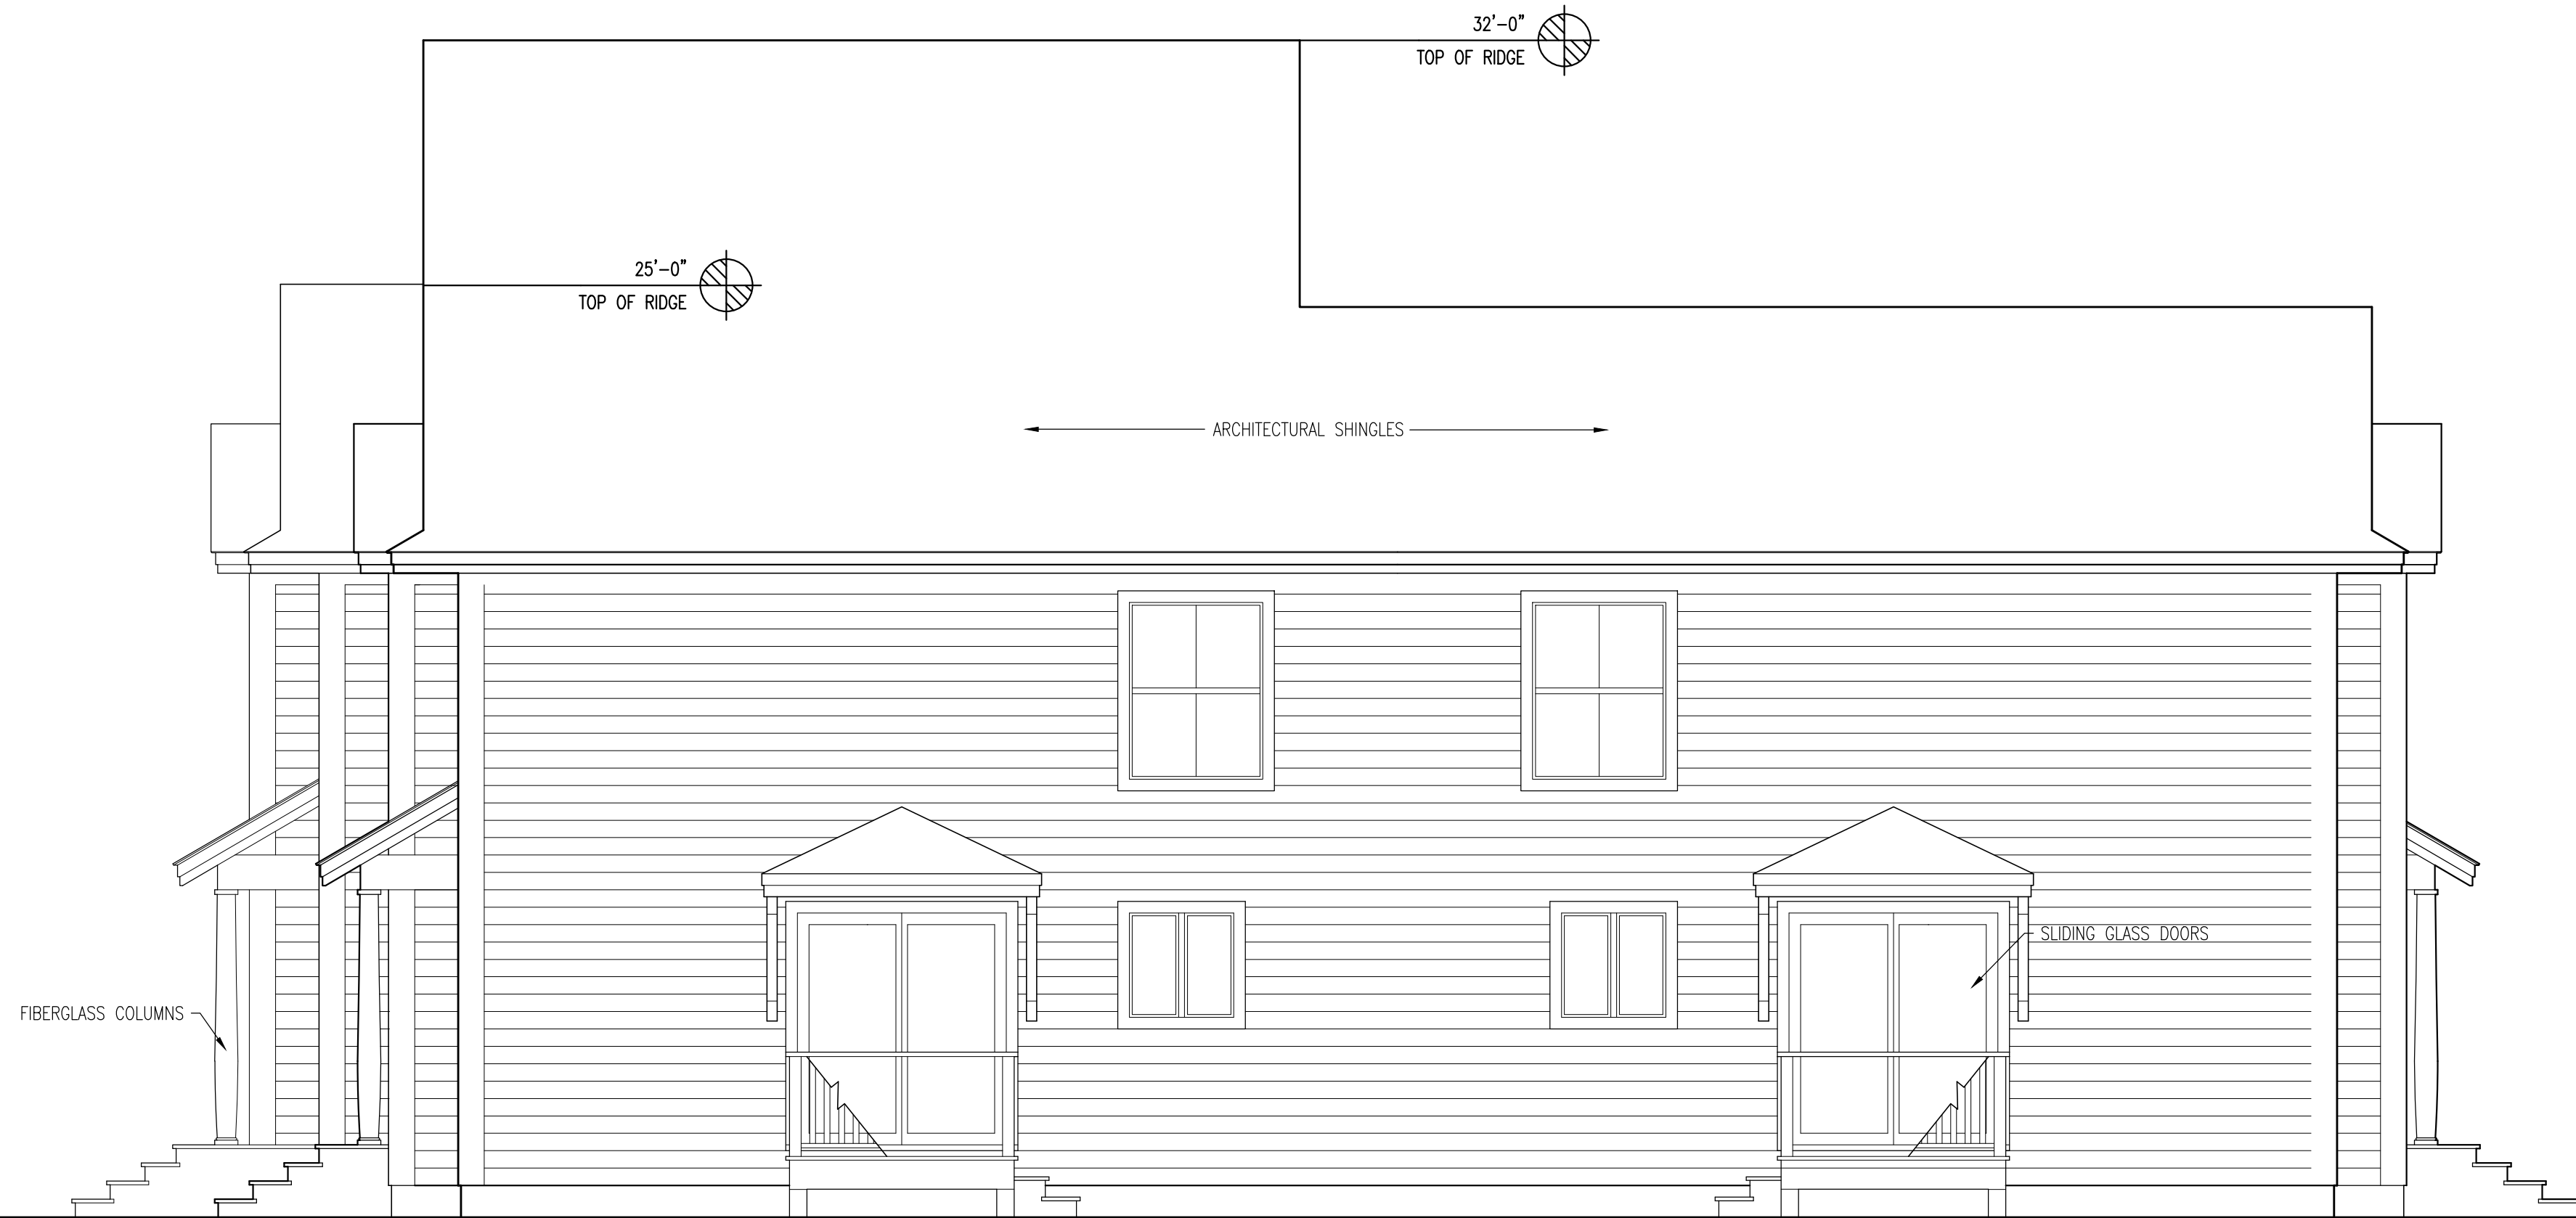 32'-0"
TOP OF RIDGE
25'-0"
TOP OF RIDGE
ARCHITECTURAL SHINGLES
SLIDING GLASS DOORS
FIBERGLASS COLUMNS